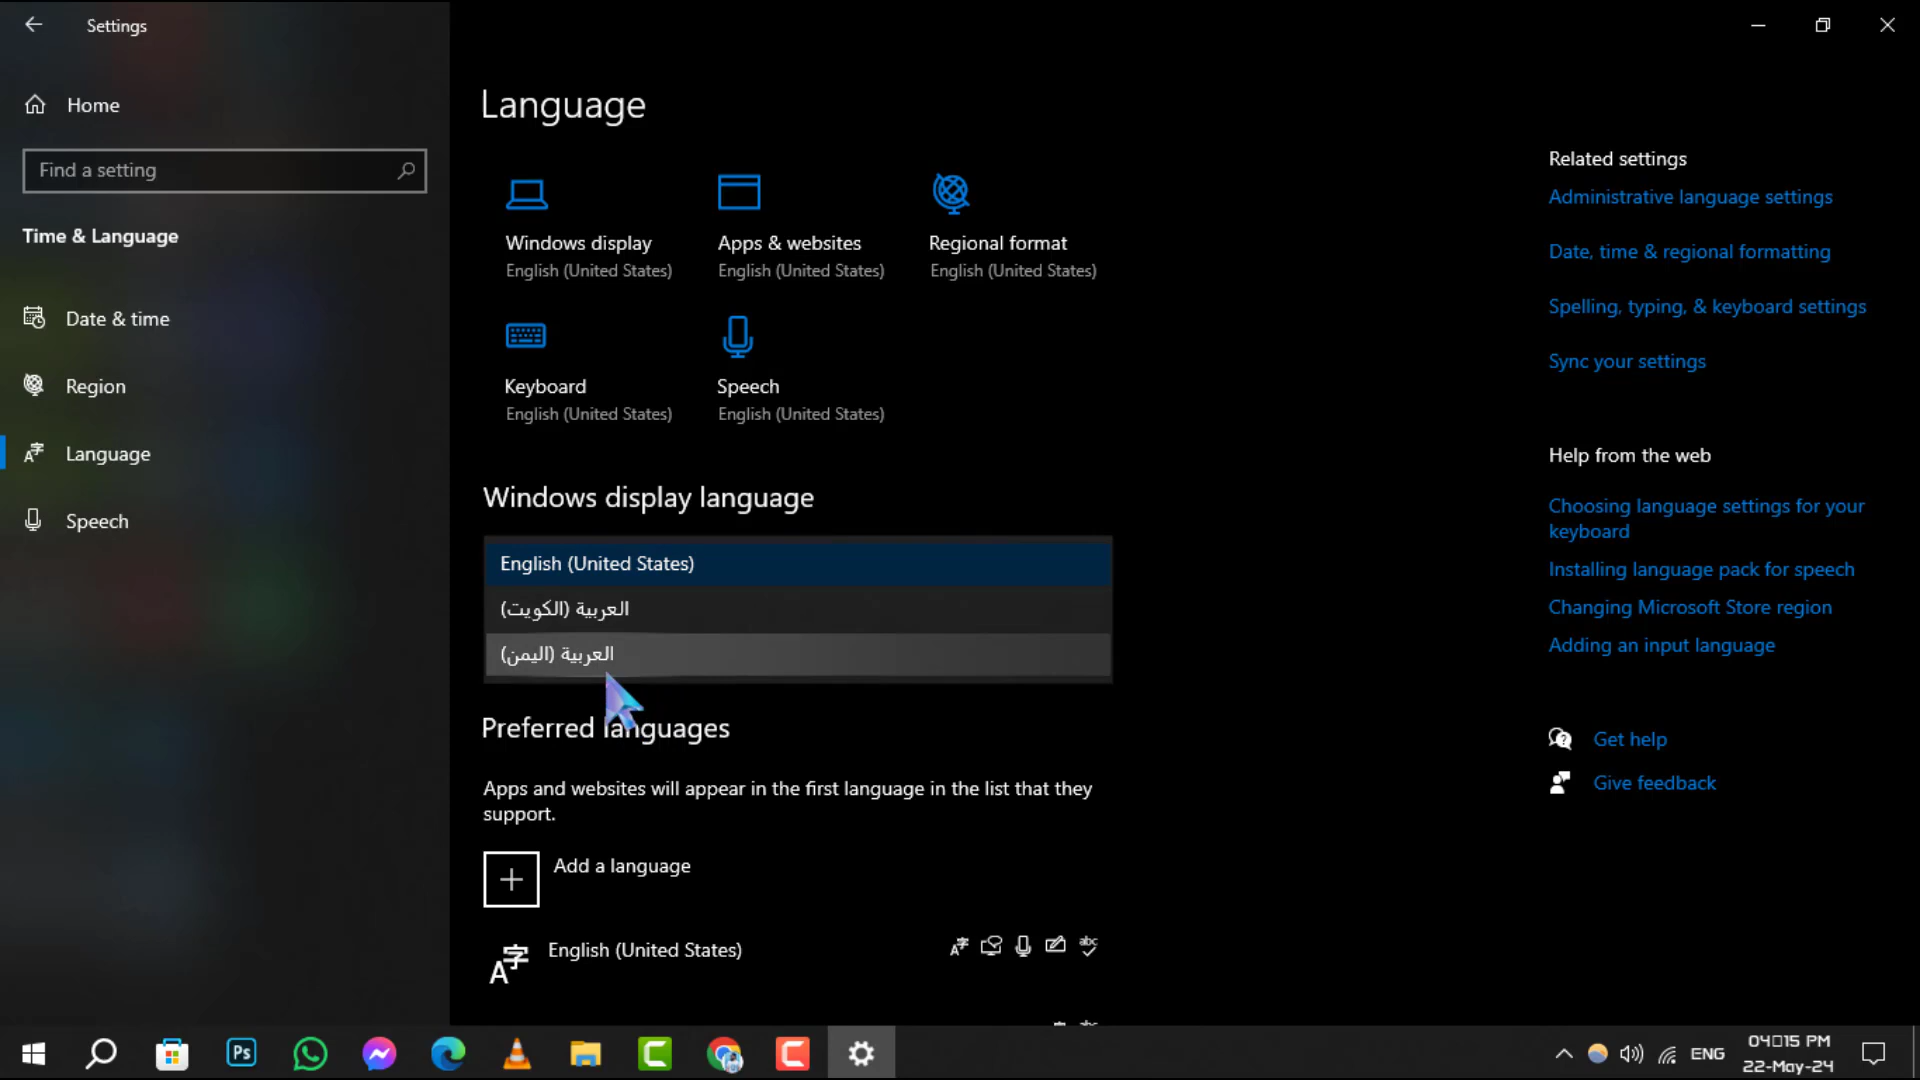 Settings
Home
Find a setting
Time & Language
Date & time
Region
Language
Speech
Language
Windows display
English (United States)
Apps & websites
English (United States)
Regional format
English (United States)
Keyboard
English (United States)
Speech
English (United States)
Windows display language
English (United States)
العربية (الكويت)
العربية (اليمن)
Preferred languages
Apps and websites will appear in the first language in the list that they
support.
Add a language
English (United States)
Related settings
Administrative language settings
Date, time & regional formatting
Spelling, typing, & keyboard settings
Sync your settings
Help from the web
Choosing language settings for your
keyboard
Installing language pack for speech
Changing Microsoft Store region
Adding an input language
Get help
Give feedback
Ps
ENG
04▯15 PM
22-May-24